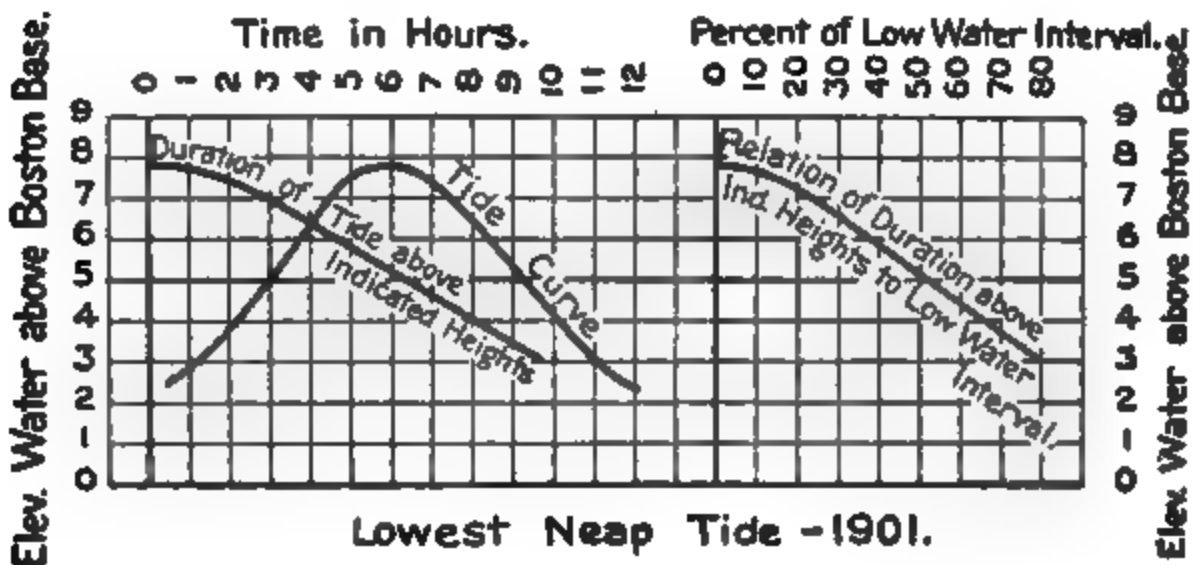 Time in Hours.
Percent of Low Water Interval.
0 1 2 3 4 5 6 7 8 9 10 11 12
0 10 20 30 40 50 60 70 80
Elev. Water above Boston Base.
9
8
7
6
5
4
3
2
1
0
Duration of
Tide above
Indicated Heights
Tide
Curve
Relation of Duration above
Ind. Heights to Low Water
Interval.
9
8
7
6
5
4
3
2
1
0
Elev. Water above Boston Base.
Lowest Neap Tide -1901.